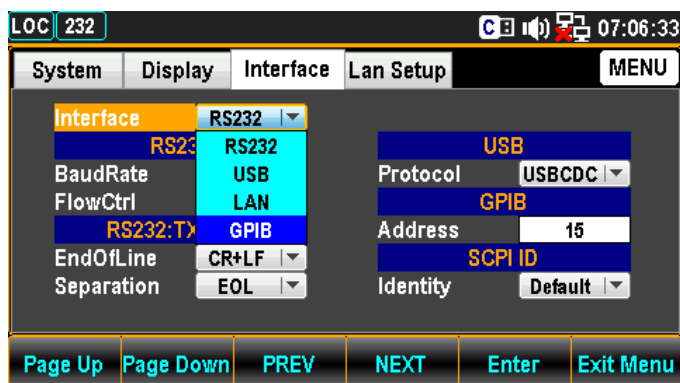 LOC 232 C 07:06:33
System Display Interface Lan Setup MENU
Interface RS232
RS232 USB
BaudRate USB Protocol USBCDC
FlowCtrl LAN GPIB
RS232:TX GPIB Address 15
EndOfLine CR+LF SCPI ID
Separation EOL Identity Default
Page Up Page Down PREV NEXT Enter Exit Menu